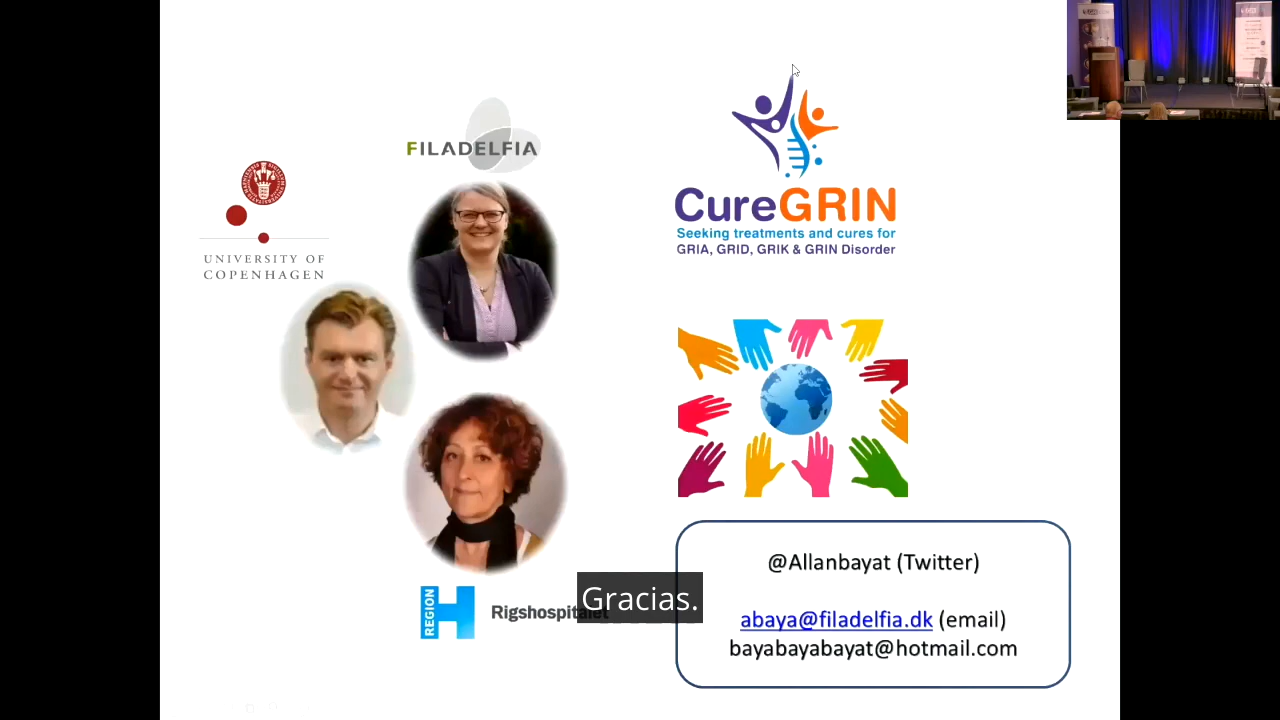 FILADELFIA
UNIVERSITY OF
COPENHAGEN
CureGRIN
Seeking treatments and cures for
GRIA, GRID, GRIK & GRIN Disorder
@Allanbayat (Twitter)
abaya@filadelfia.dk (email)
bayabayabayat@hotmail.com
REGION
H
Rigshospitalet
Gracias.